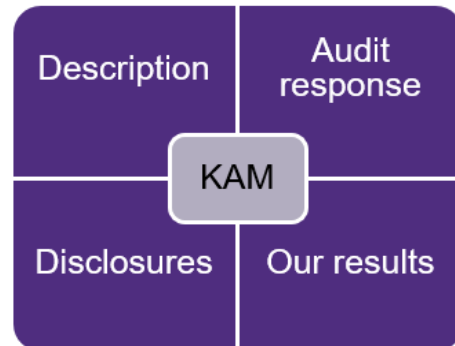 Description
Audit
response
KAM
Disclosures
Our results